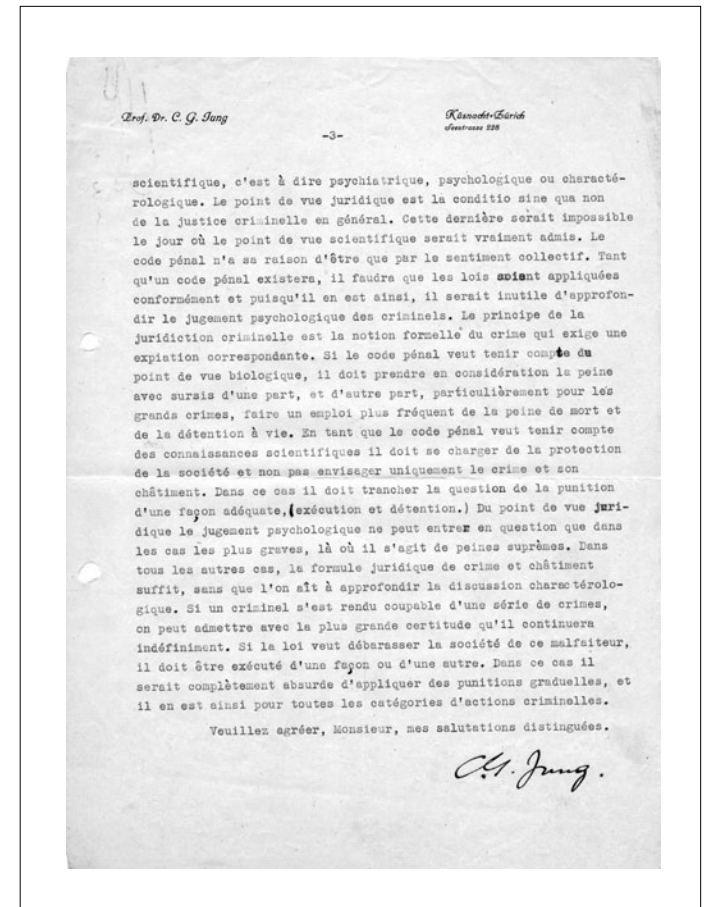 Prof. Dr. C. G. Jung
Küsnacht-Zürich
Seestrasse 228
-3-
scientifique, c'est à dire psychiatrique, psychologique ou characté-
rologique. Le point de vue juridique est la conditio sine qua non
de la justice criminelle en général. Cette dernière serait impossible
le jour où le point de vue scientifique serait vraiment admis. Le
code pénal n'a sa raison d'être que par le sentiment collectif. Tant
qu'un code pénal existera, il faudra que les lois soient appliquées
conformément et puisqu'il en est ainsi, il serait inutile d'approfon-
dir le jugement psychologique des criminels. Le principe de la
juridiction criminelle est la notion formelle du crime qui exige une
expiation correspondante. Si le code pénal veut tenir compte du
point de vue biologique, il doit prendre en considération la peine
avec sursis d'une part, et d'autre part, particulièrement pour les
grands crimes, faire un emploi plus fréquent de la peine de mort et
de la détention à vie. En tant que le code pénal veut tenir compte
des connaissances scientifiques il doit se charger de la protection
de la société et non pas envisager uniquement le crime et son
châtiment. Dans ce cas il doit trancher la question de la punition
d'une façon adéquate,(exécution et détention.) Du point de vue juri-
dique le jugement psychologique ne peut entrer en question que dans
les cas les plus graves, là où il s'agit de peines suprêmes. Dans
tous les autres cas, la formule juridique de crime et châtiment
suffit, sans que l'on aît à approfondir la discussion charactérolo-
gique. Si un criminel s'est rendu coupable d'une série de crimes,
on peut admettre avec la plus grande certitude qu'il continuera
indéfiniment. Si la loi veut débarasser la société de ce malfaiteur,
il doit être exécuté d'une façon ou d'une autre. Dans ce cas il
serait complètement absurde d'appliquer des punitions graduelles, et
il en est ainsi pour toutes les catégories d'actions criminelles.
Veuillez agréer, Monsieur, mes salutations distinguées.
C.G. Jung.